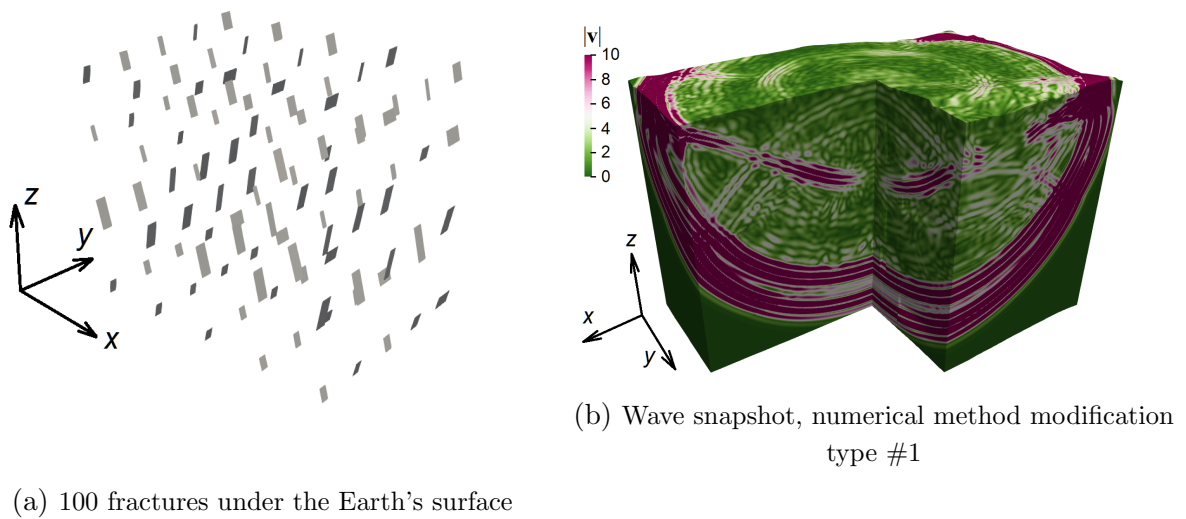 z
y
x
(a) 100 fractures under the Earth's surface
|v|
10
8
6
4
2
0
z
x
y
(b) Wave snapshot, numerical method modification
type #1